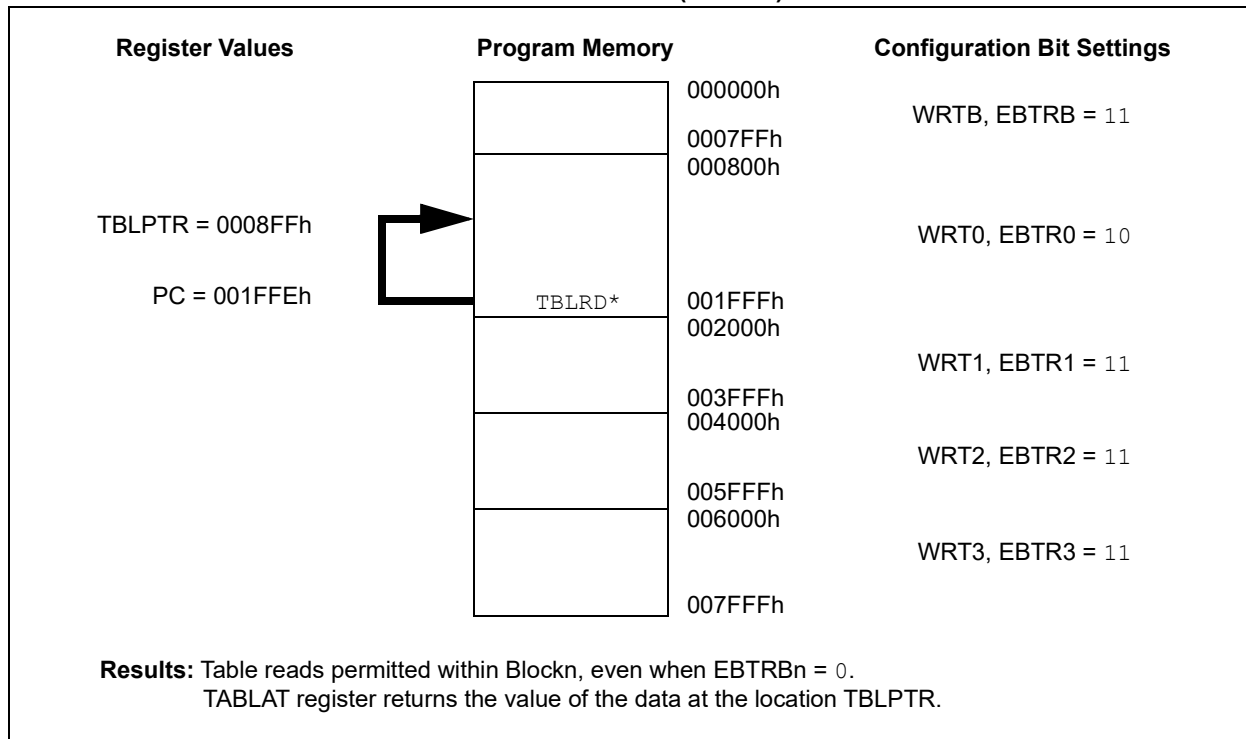 Register Values Program Memory Configuration Bit Settings
000000h
WRTB, EBTRB = 11
0007FFh
000800h
TBLPTR = 0008FFh
WRT0, EBTR0 = 10
PC = 001FFEh
TBLRD*
001FFFh
002000h
WRT1, EBTR1 = 11
003FFFh
004000h
WRT2, EBTR2 = 11
005FFFh
006000h
WRT3, EBTR3 = 11
007FFFh
Results: Table reads permitted within Blockn, even when EBTRBn = 0.
TABLAT register returns the value of the data at the location TBLPTR.